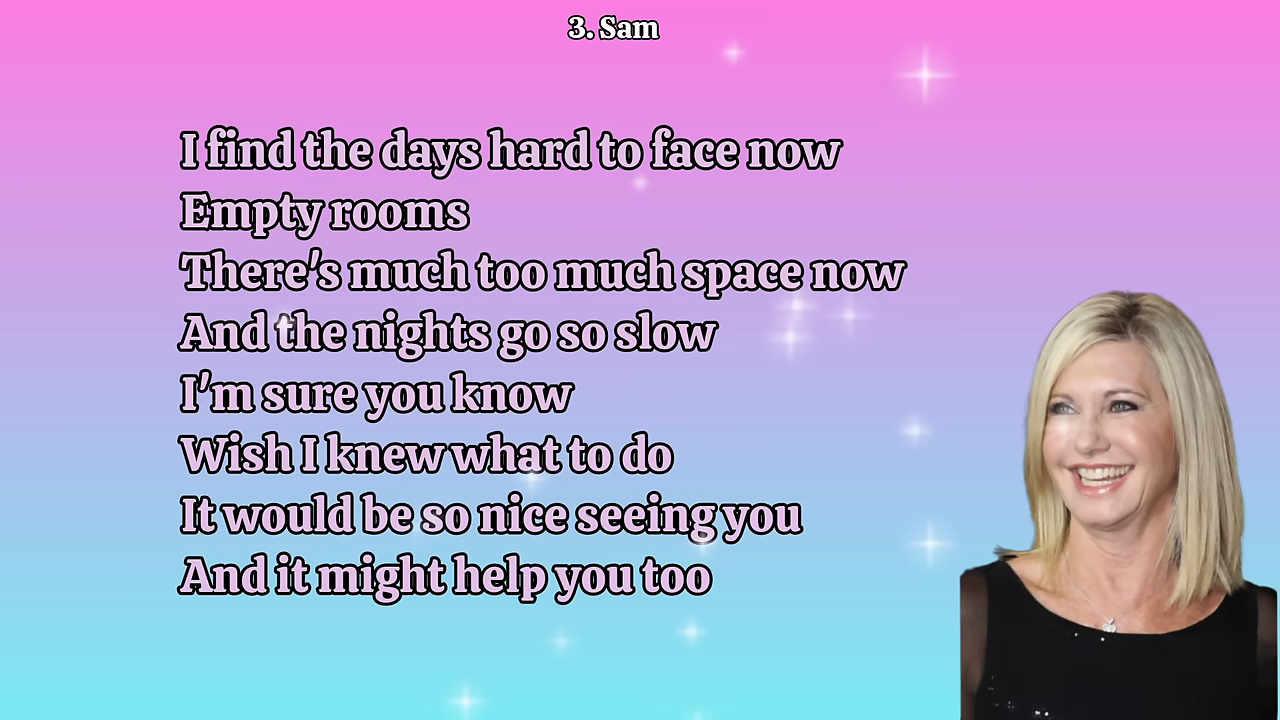 3. Sam
I find the days hard to face now
Empty rooms
There's much too much space now
And the nights go so slow
I'm sure you know
Wish I knew what to do
It would be so nice seeing you
And it might help you too